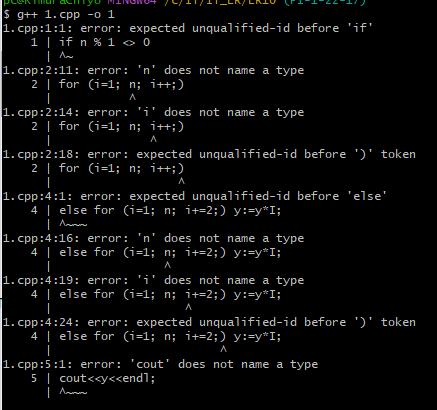 $ g++ 1.cpp -o 1
1.cpp:1:1: error: expected unqualified-id before 'if'
    1 | if n % 1 <> 0
      | ^~
1.cpp:2:11: error: 'n' does not name a type
    2 | for (i=1; n; i++;)
      |           ^
1.cpp:2:14: error: 'i' does not name a type
    2 | for (i=1; n; i++;)
      |              ^
1.cpp:2:18: error: expected unqualified-id before ')' token
    2 | for (i=1; n; i++;)
      |                  ^
1.cpp:4:1: error: expected unqualified-id before 'else'
    4 | else for (i=1; n; i+=2;) y:=y*I;
      | ^~~~
1.cpp:4:16: error: 'n' does not name a type
    4 | else for (i=1; n; i+=2;) y:=y*I;
      |                ^
1.cpp:4:19: error: 'i' does not name a type
    4 | else for (i=1; n; i+=2;) y:=y*I;
      |                   ^
1.cpp:4:24: error: expected unqualified-id before ')' token
    4 | else for (i=1; n; i+=2;) y:=y*I;
      |                        ^
1.cpp:5:1: error: 'cout' does not name a type
    5 | cout<<y<<endl;
      | ^~~~